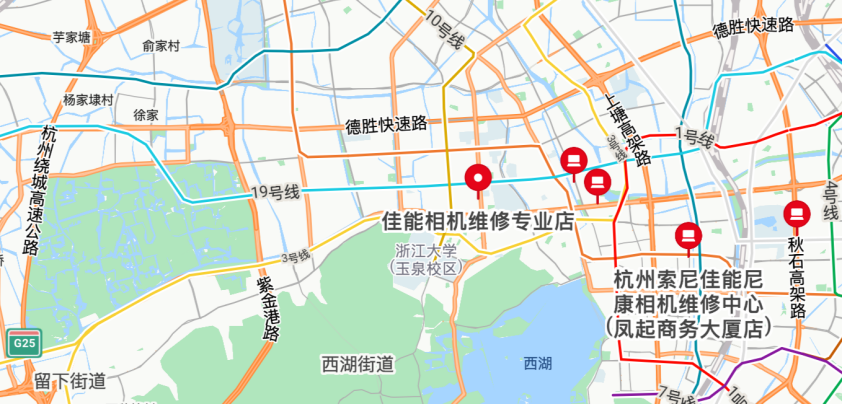 10号线
德胜快速路
芋家塘
俞家村
杨家埭村
徐家
上塘高架路
德胜快速路
杭州绕城高速公路
1号线
3号线
19号线
4号线
佳能相机维修专业店
浙江大学
(玉泉校区)
3号线
秋石高架路
紫金港路
杭州索尼佳能尼
康相机维修中心
(凤起商务大厦店)
G25
西湖街道
西湖
留下街道
7号线